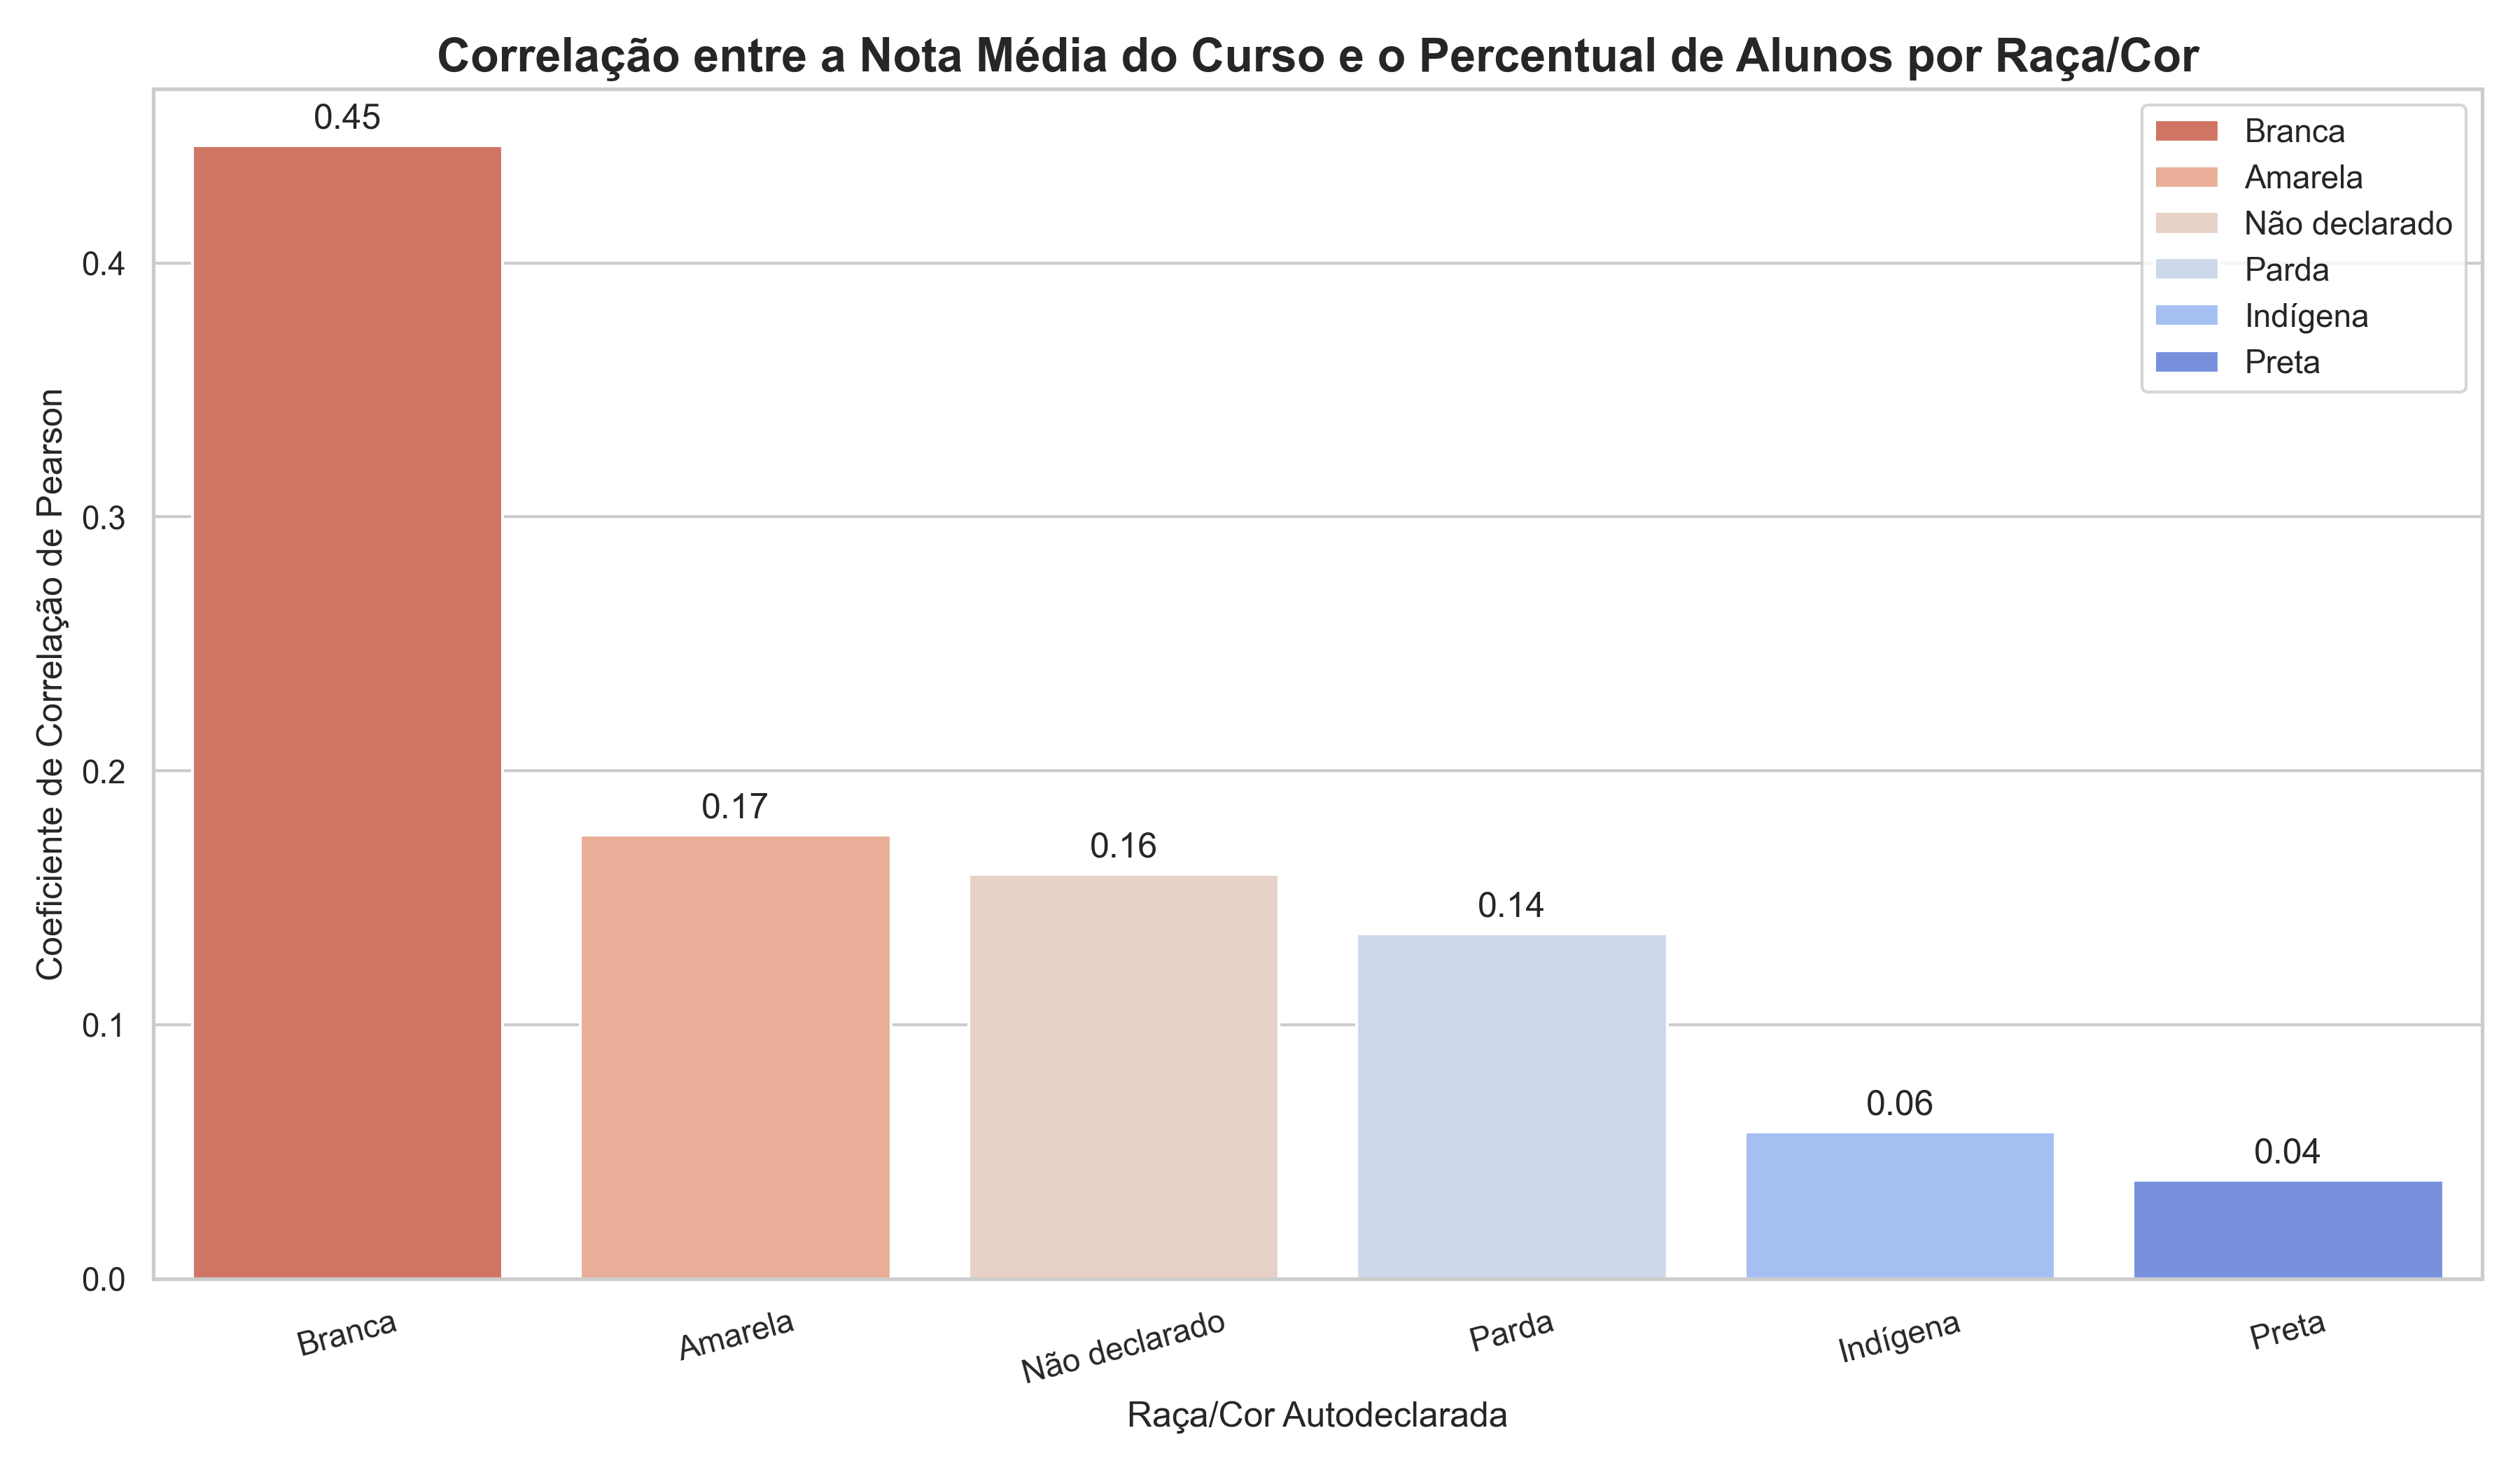 Correlação entre a Nota Média do Curso e o Percentual de Alunos por Raça/Cor
Coeficiente de Correlação de Pearson
0.4
0.3
0.2
0.1
0.0
0.45
0.17
0.16
0.14
0.06
0.04
Branca
Amarela
Não declarado
Parda
Indígena
Preta
Branca
Amarela
Não declarado
Parda
Indígena
Preta
Raça/Cor Autodeclarada